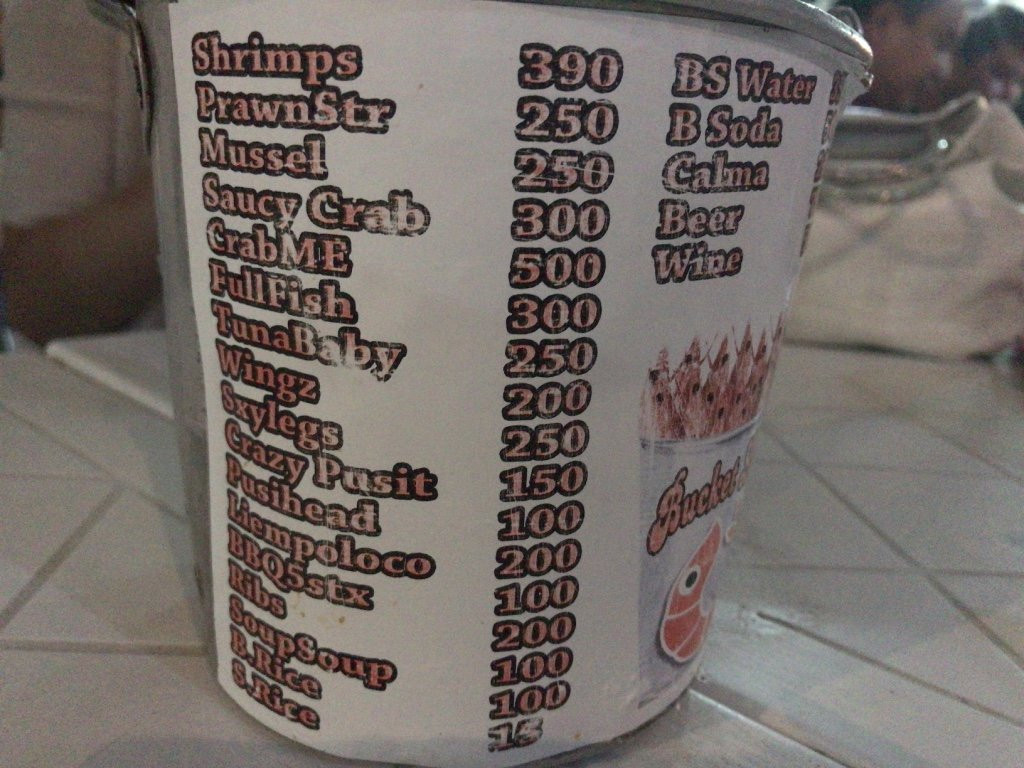 Shrimps 390
PrawnStr 250
Mussel 250
Saucy Crab 300
CrabME 500
FullFish 300
TunaBaby 250
Wingz 200
Sxylegs 250
Crazy Pusit 150
Pusihead 100
Liempoloco 200
BBQ5stx 100
Ribs 200
SoupSoup 100
B.Rice 100
S.Rice 15
BS Water
B Soda
Calma
Beer
Wine
Bucket